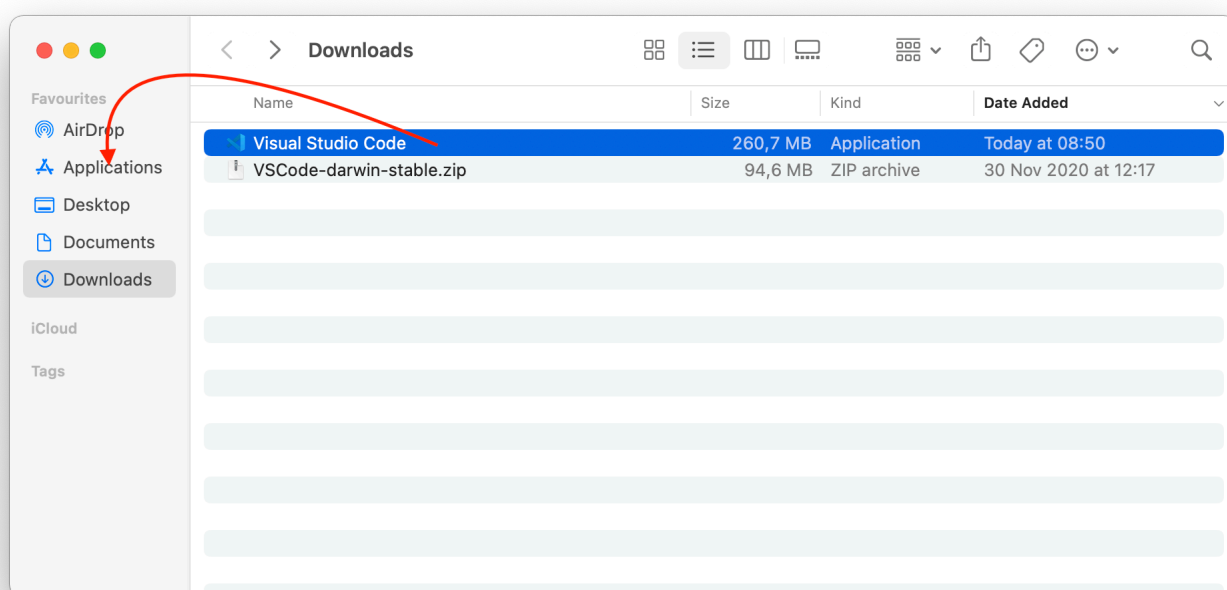 Downloads
Favourites
AirDrop
Applications
Desktop
Documents
Downloads
iCloud
Tags
Name Size Kind Date Added
Visual Studio Code 260,7 MB Application Today at 08:50
VSCode-darwin-stable.zip 94,6 MB ZIP archive 30 Nov 2020 at 12:17